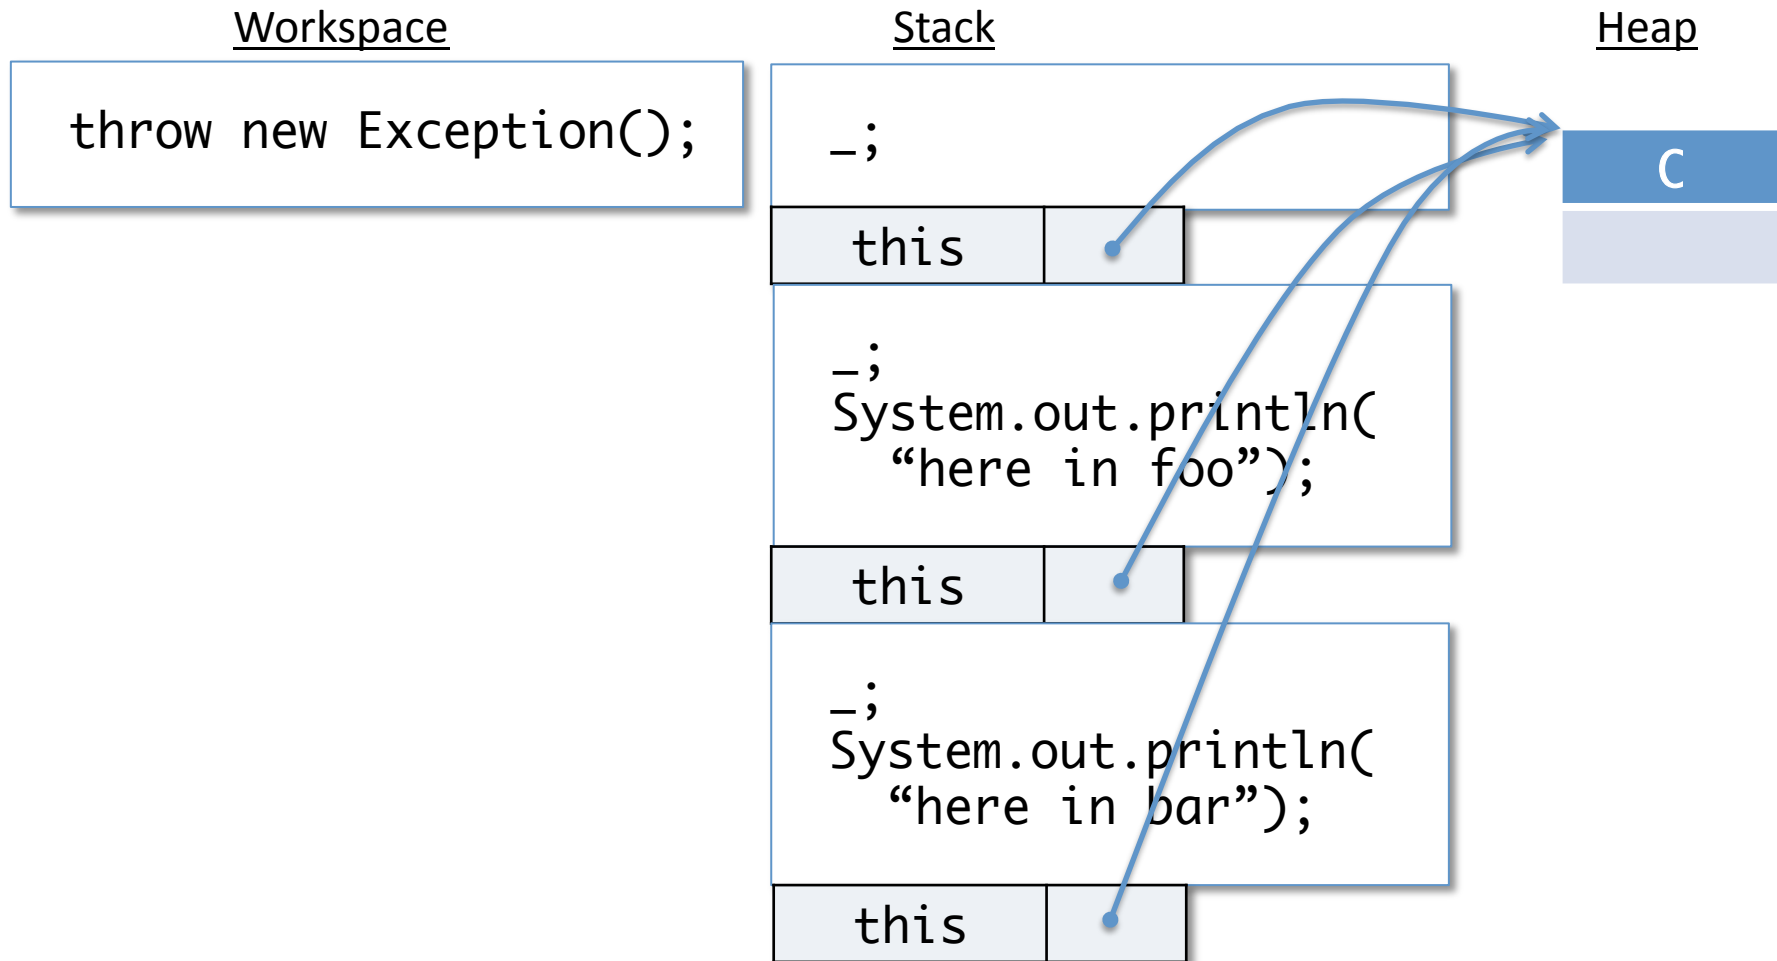 Workspace
Stack
Heap
throw new Exception();
_;
C
this
_;
System.out.println(
“here in foo”);
this
_;
System.out.println(
“here in bar”);
this